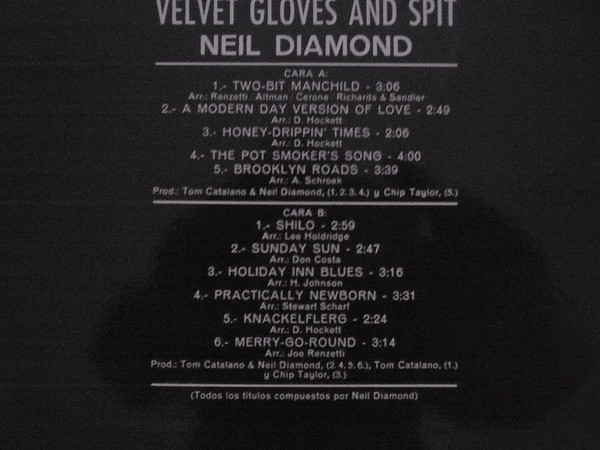 VELVET GLOVES AND SPIT
NEIL DIAMOND
CARA A:
1.- TWO-BIT MANCHILD - 3:06
Arr.: Renzetti / Altman / Cerone / Richards & Sandler
2.- A MODERN DAY VERSION OF LOVE - 2:49
Arr.: D. Hockett
3.- HONEY-DRIPPIN' TIMES - 2:06
Arr.: D. Hockett
4.- THE POT SMOKER'S SONG - 4:00
5.- BROOKLYN ROADS - 3:39
Arr.: A. Schroek
Prod.: Tom Catalano & Neil Diamond, (1.2.3.4.) y Chip Taylor, (5.)
CARA B:
1.- SHILO - 2:59
Arr.: Lee Holdridge
2.- SUNDAY SUN - 2:47
Arr.: Don Costa
3.- HOLIDAY INN BLUES - 3:16
Arr.: H. Johnson
4.- PRACTICALLY NEWBORN - 3:31
Arr.: Stewart Scharf
5.- KNACKELFLERG - 2:24
Arr.: D. Hockett
6.- MERRY-GO-ROUND - 3:14
Arr.: Joe Renzetti
Prod.: Tom Catalano & Neil Diamond, (2.4.5.6.), Tom Catalano, (1.)
y Chip Taylor, (3.)
(Todos los títulos compuestos por Neil Diamond)